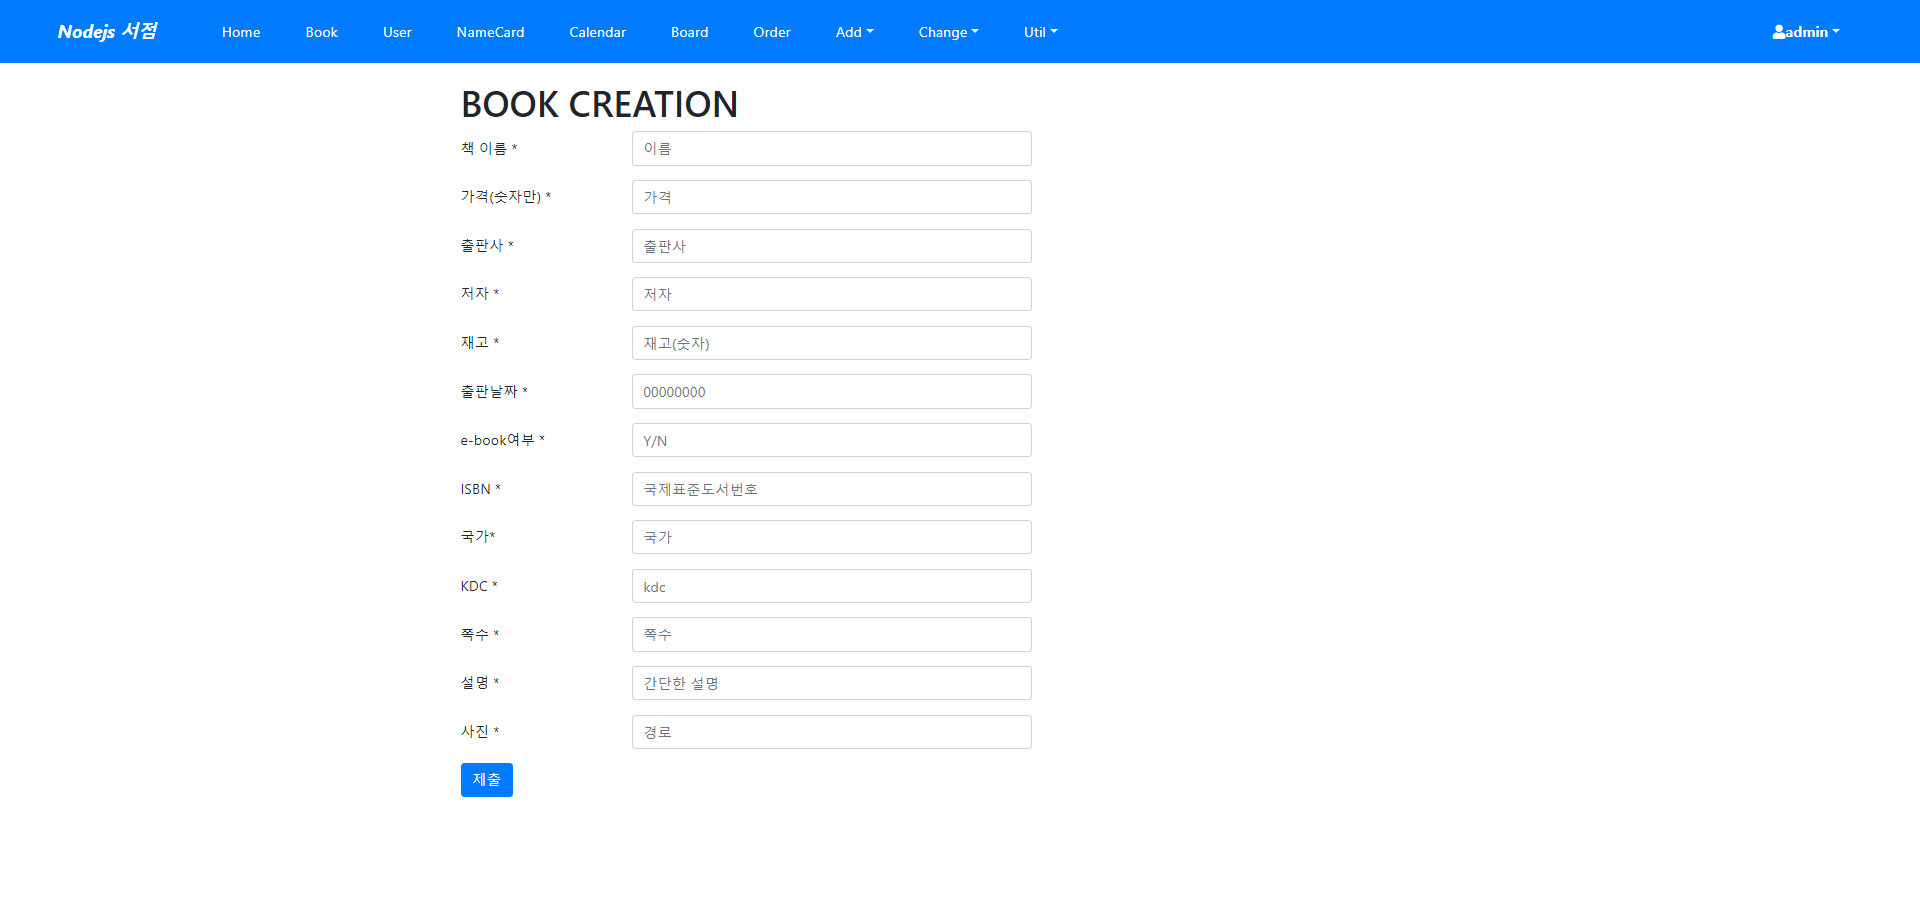 Nodejs 서점 Home Book User NameCard Calendar Board Order Add Change Util admin
BOOK CREATION
책 이름 * 이름
가격(숫자만) * 가격
출판사 * 출판사
저자 * 저자
재고 * 재고(숫자)
출판날짜 * 00000000
e-book여부 * Y/N
ISBN * 국제표준도서번호
국가* 국가
KDC * kdc
쪽수 * 쪽수
설명 * 간단한 설명
사진 * 경로
제출